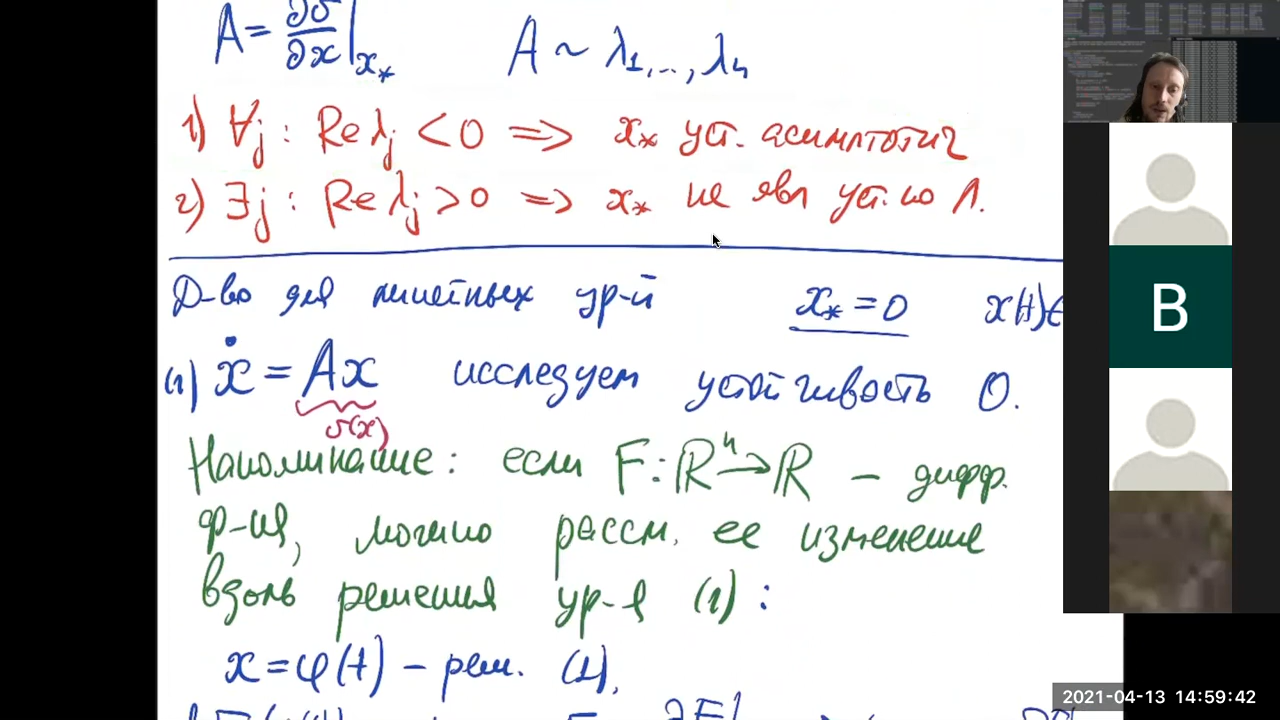 A = ∂v/∂x |x* A ~ λ1,..,λn
1) ∀j : Re λj < 0 => x* уст. асимптотич
2) ∃j : Re λj > 0 => x* не явл уст. по Л.
Д-во для линейных ур-й x* = 0 x(t)∈
(1) ẋ = Ax исследуем устойчивость 0.
v(x)
Напоминание : если F : ℝⁿ → ℝ – дифф.
ф-ия, можно рассм. ее изменение
вдоль решения ур-я (1) :
x = φ(t) – реш. (1),
B
2021-04-13 14:59:42